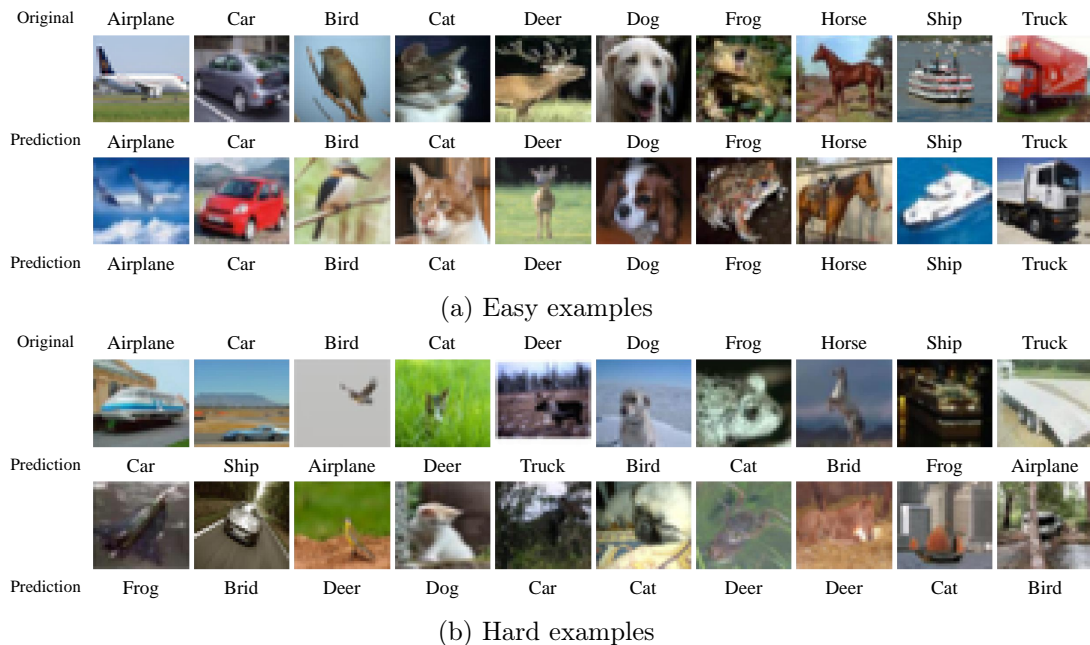 Original Airplane Car Bird Cat Deer Dog Frog Horse Ship Truck
Prediction Airplane Car Bird Cat Deer Dog Frog Horse Ship Truck
Prediction Airplane Car Bird Cat Deer Dog Frog Horse Ship Truck
(a) Easy examples
Original Airplane Car Bird Cat Deer Dog Frog Horse Ship Truck
Prediction Car Ship Airplane Deer Truck Bird Cat Brid Frog Airplane
Prediction Frog Brid Deer Dog Car Cat Deer Deer Cat Bird
(b) Hard examples